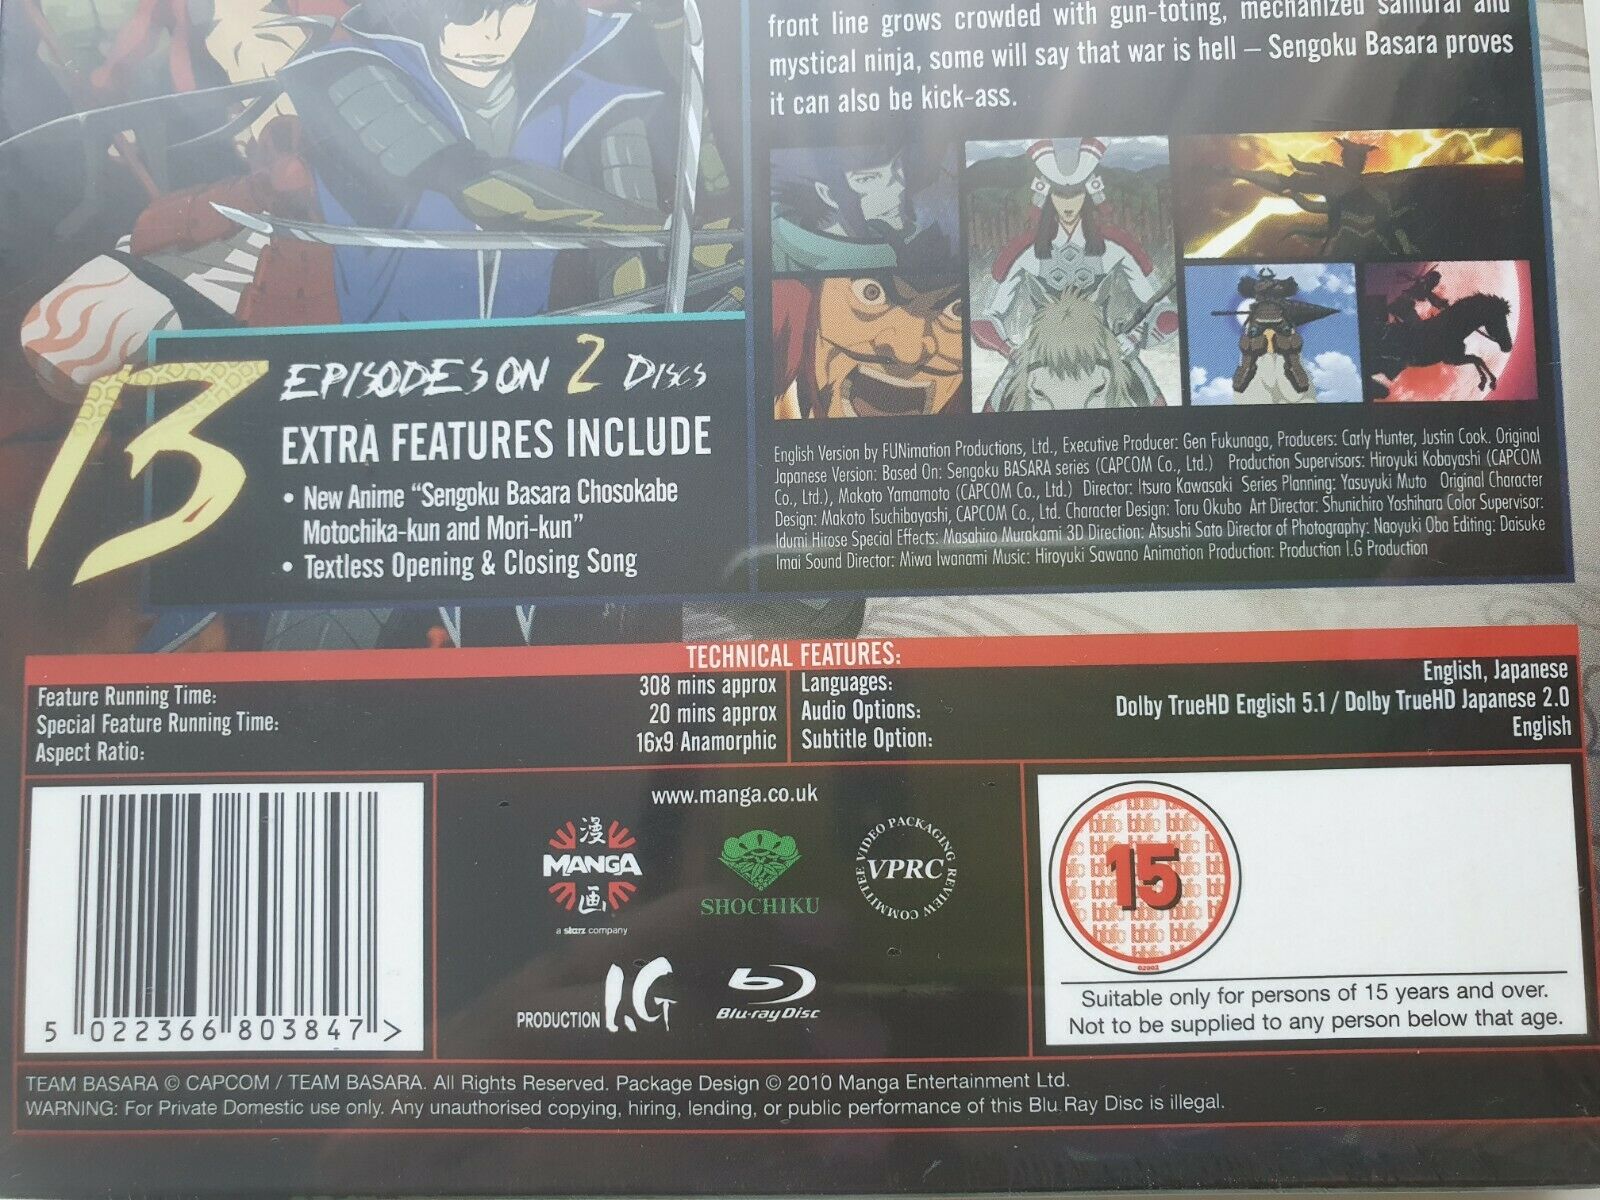 front line grows crowded with gun-toting, mechanized samurai and
mystical ninja, some will say that war is hell – Sengoku Basara proves
it can also be kick-ass.
13 EPISODES ON 2 DISCS
EXTRA FEATURES INCLUDE
• New Anime “Sengoku Basara Chosokabe
Motochika-kun and Mori-kun”
• Textless Opening & Closing Song
English Version by FUNimation Productions, Ltd., Executive Producer: Gen Fukunaga, Producers: Carly Hunter, Justin Cook. Original
Japanese Version: Based On: Sengoku BASARA series (CAPCOM Co., Ltd.) Production Supervisors: Hiroyuki Kobayashi (CAPCOM
Co., Ltd.), Makoto Yamamoto (CAPCOM Co., Ltd.) Director: Itsuro Kawasaki Series Planning: Yasuyuki Muto Original Character
Design: Makoto Tsuchibayashi, CAPCOM Co., Ltd. Character Design: Toru Okubo Art Director: Shunichiro Yoshihara Color Supervisor:
Idumi Hirose Special Effects: Masahiro Murakami 3D Direction: Atsushi Sato Director of Photography: Naoyuki Oba Editing: Daisuke
Imai Sound Director: Miwa Iwanami Music: Hiroyuki Sawano Animation Production: Production I.G Production
TECHNICAL FEATURES:
Feature Running Time: 308 mins approx
Special Feature Running Time: 20 mins approx
Aspect Ratio: 16x9 Anamorphic
Languages: English, Japanese
Audio Options: Dolby TrueHD English 5.1 / Dolby TrueHD Japanese 2.0
Subtitle Option: English
5 022366 803847 >
www.manga.co.uk
漫
MANGA
画
a starz company
SHOCHIKU
VIDEO PACKAGING REVIEW COMMITTEE
VPRC
PRODUCTION I.G
Blu-ray Disc
bbfc
15
02002
Suitable only for persons of 15 years and over.
Not to be supplied to any person below that age.
TEAM BASARA © CAPCOM / TEAM BASARA. All Rights Reserved. Package Design © 2010 Manga Entertainment Ltd.
WARNING: For Private Domestic use only. Any unauthorised copying, hiring, lending, or public performance of this Blu Ray Disc is illegal.